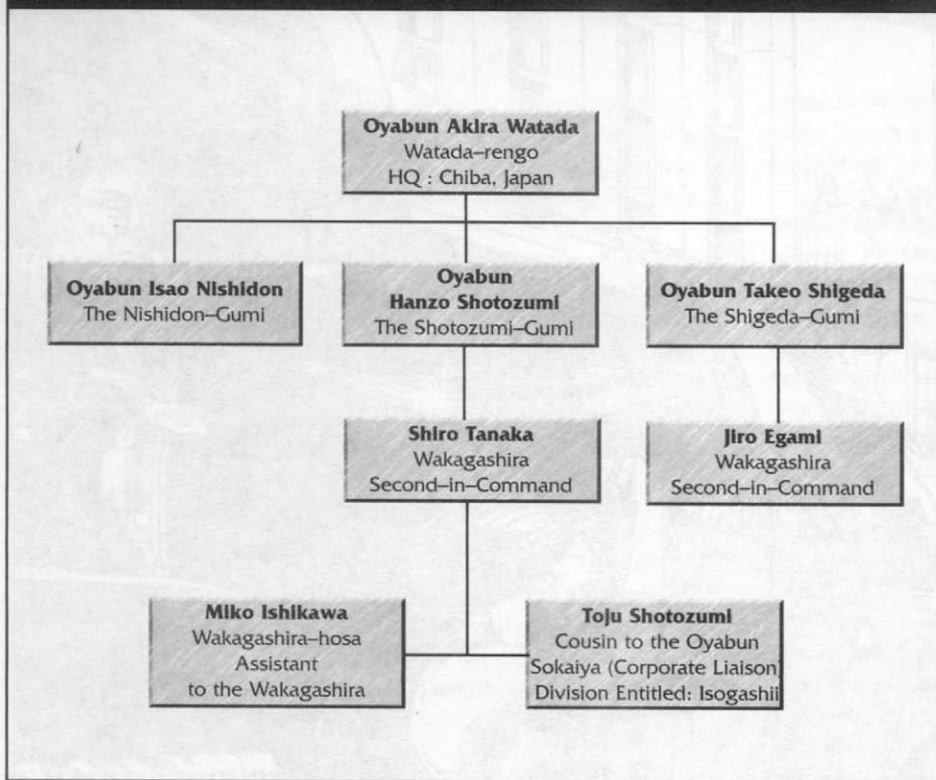 Oyabun Akira Watada
Watada–rengo
HQ : Chiba, Japan
Oyabun Isao Nishidon
The Nishidon–Gumi
Oyabun
Hanzo Shotozumi
The Shotozumi–Gumi
Oyabun Takeo Shigeda
The Shigeda–Gumi
Shiro Tanaka
Wakagashira
Second–in–Command
Jiro Egami
Wakagashira
Second–in–Command
Miko Ishikawa
Wakagashira–hosa
Assistant
to the Wakagashira
Toju Shotozumi
Cousin to the Oyabun
Sokaiya (Corporate Liaison)
Division Entitled: Isogashii